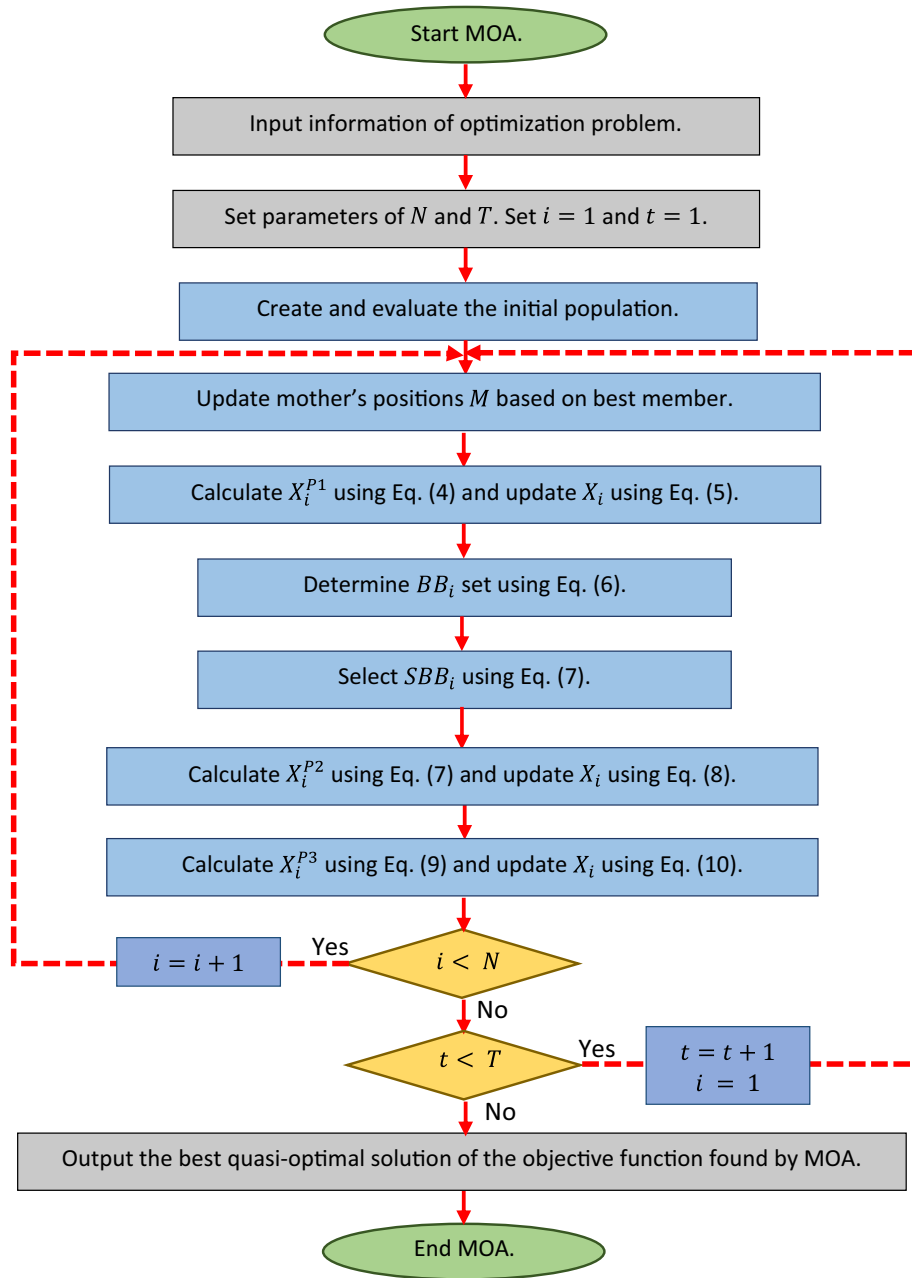 Start MOA.
Input information of optimization problem.
Set parameters of N and T. Set i = 1 and t = 1.
Create and evaluate the initial population.
Update mother’s positions M based on best member.
Calculate X_i^{P1} using Eq. (4) and update X_i using Eq. (5).
Determine BB_i set using Eq. (6).
Select SBB_i using Eq. (7).
Calculate X_i^{P2} using Eq. (7) and update X_i using Eq. (8).
Calculate X_i^{P3} using Eq. (9) and update X_i using Eq. (10).
i = i + 1
Yes
i < N
No
t < T
Yes
t = t + 1
i = 1
No
Output the best quasi-optimal solution of the objective function found by MOA.
End MOA.